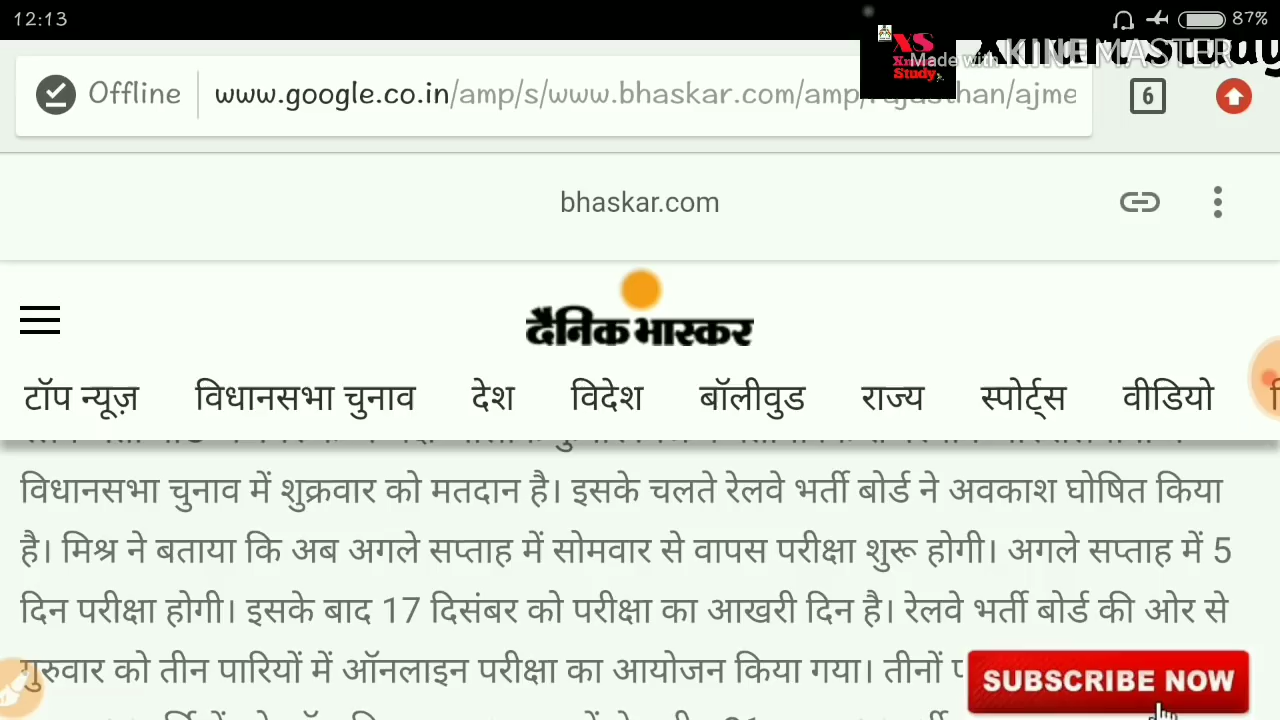 12:13
87%
XS
Study
Made with KINEMASTER
Offline
www.google.co.in/amp/s/www.bhaskar.com/amp/rajasthan/ajme
6
bhaskar.com
दैनिक भास्कर
टॉप न्यूज़ विधानसभा चुनाव देश विदेश बॉलीवुड राज्य स्पोर्ट्स वीडियो
विधानसभा चुनाव में शुक्रवार को मतदान है। इसके चलते रेलवे भर्ती बोर्ड ने अवकाश घोषित किया
है। मिश्र ने बताया कि अब अगले सप्ताह में सोमवार से वापस परीक्षा शुरू होगी। अगले सप्ताह में 5
दिन परीक्षा होगी। इसके बाद 17 दिसंबर को परीक्षा का आखरी दिन है। रेलवे भर्ती बोर्ड की ओर से
गुरुवार को तीन पारियों में ऑनलाइन परीक्षा का आयोजन किया गया। तीनों
SUBSCRIBE NOW